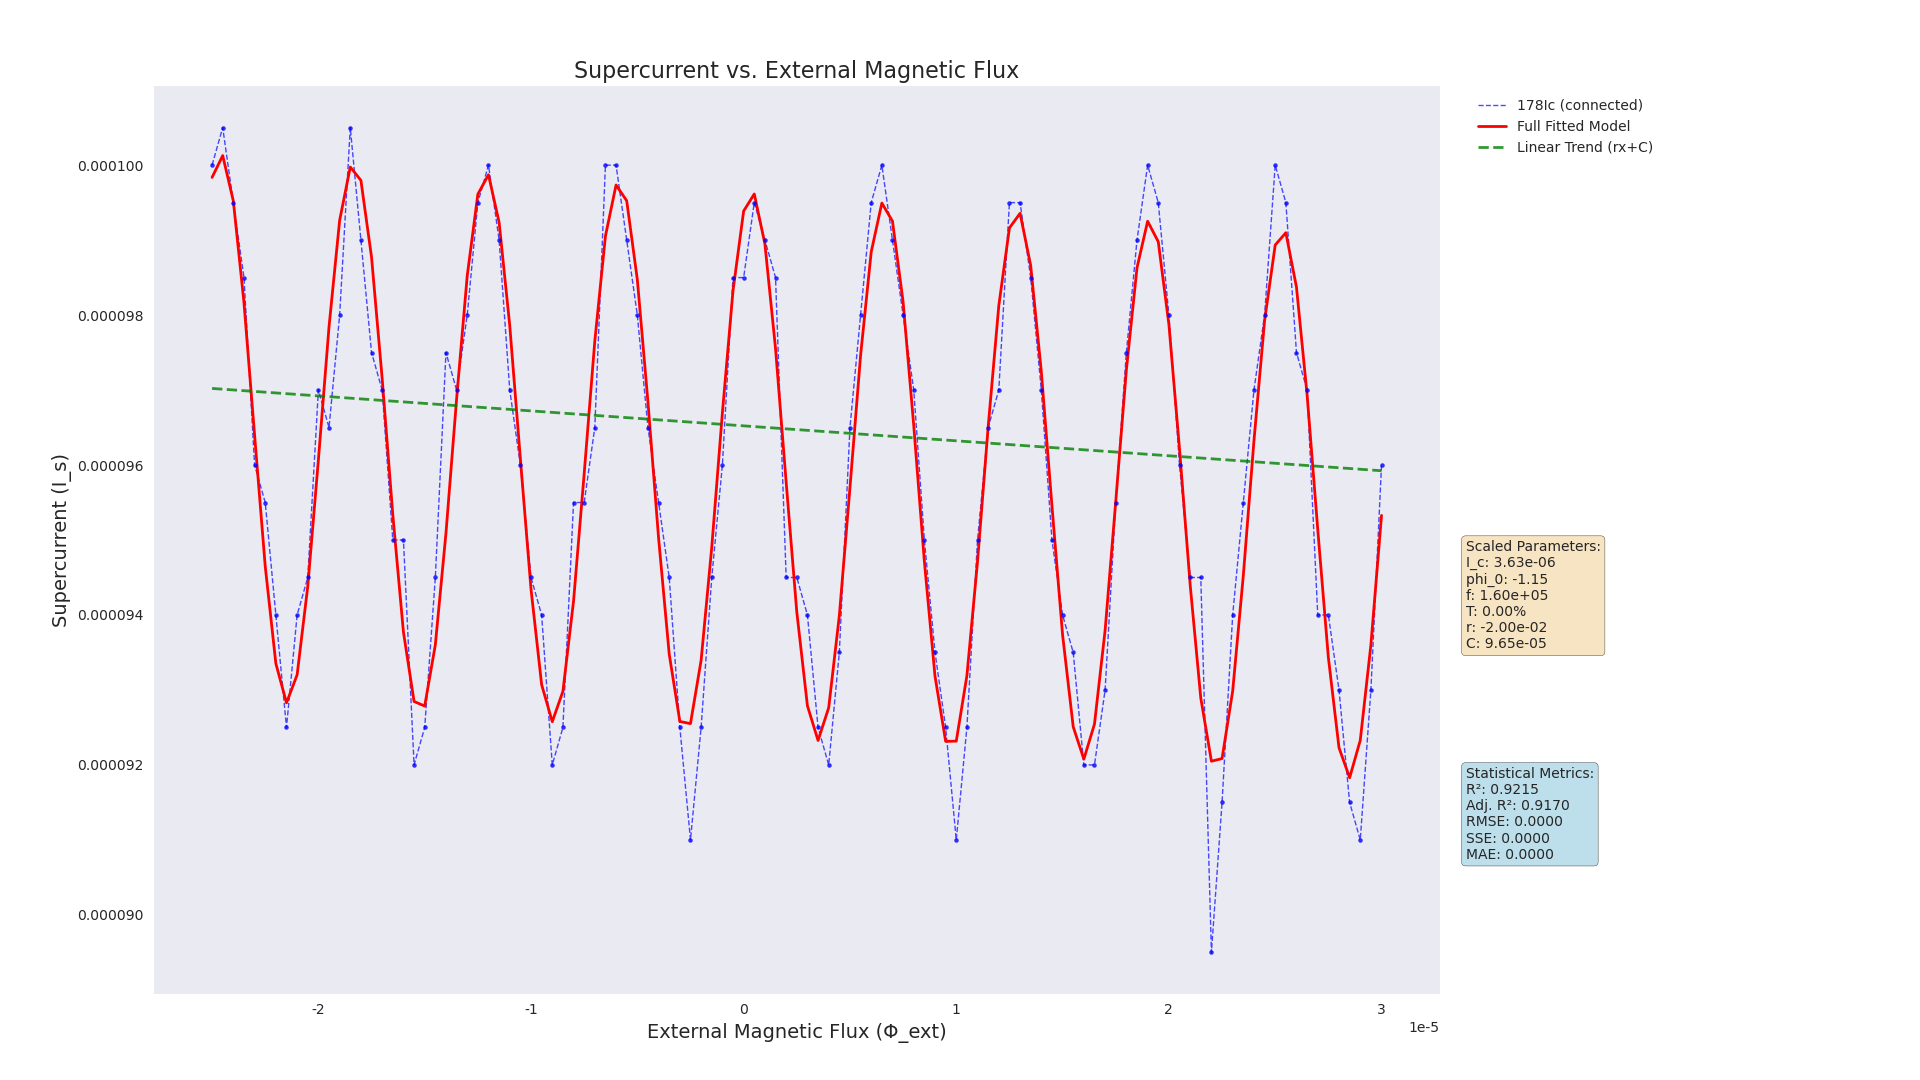 Supercurrent vs. External Magnetic Flux
178Ic (connected)
Full Fitted Model
Linear Trend (rx+C)
0.000100
0.000098
0.000096
0.000094
0.000092
0.000090
Supercurrent (I_s)
-2
-1
0
1
2
3
1e-5
External Magnetic Flux (Φ_ext)
Scaled Parameters:
I_c: 3.63e-06
phi_0: -1.15
f: 1.60e+05
T: 0.00%
r: -2.00e-02
C: 9.65e-05
Statistical Metrics:
R²: 0.9215
Adj. R²: 0.9170
RMSE: 0.0000
SSE: 0.0000
MAE: 0.0000